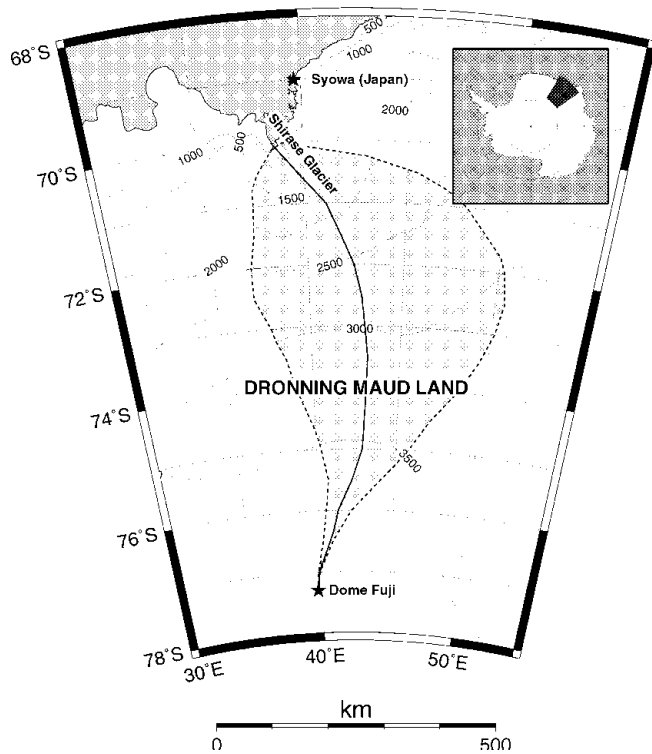 68˚S
70˚S
72˚S
74˚S
76˚S
78˚S
30˚E
40˚E
50˚E
500
1000
2000
Syowa (Japan)
Shirase Glacier
1000
500
1500
2000
2500
3000
DRONNING MAUD LAND
3500
Dome Fuji
km
0
500